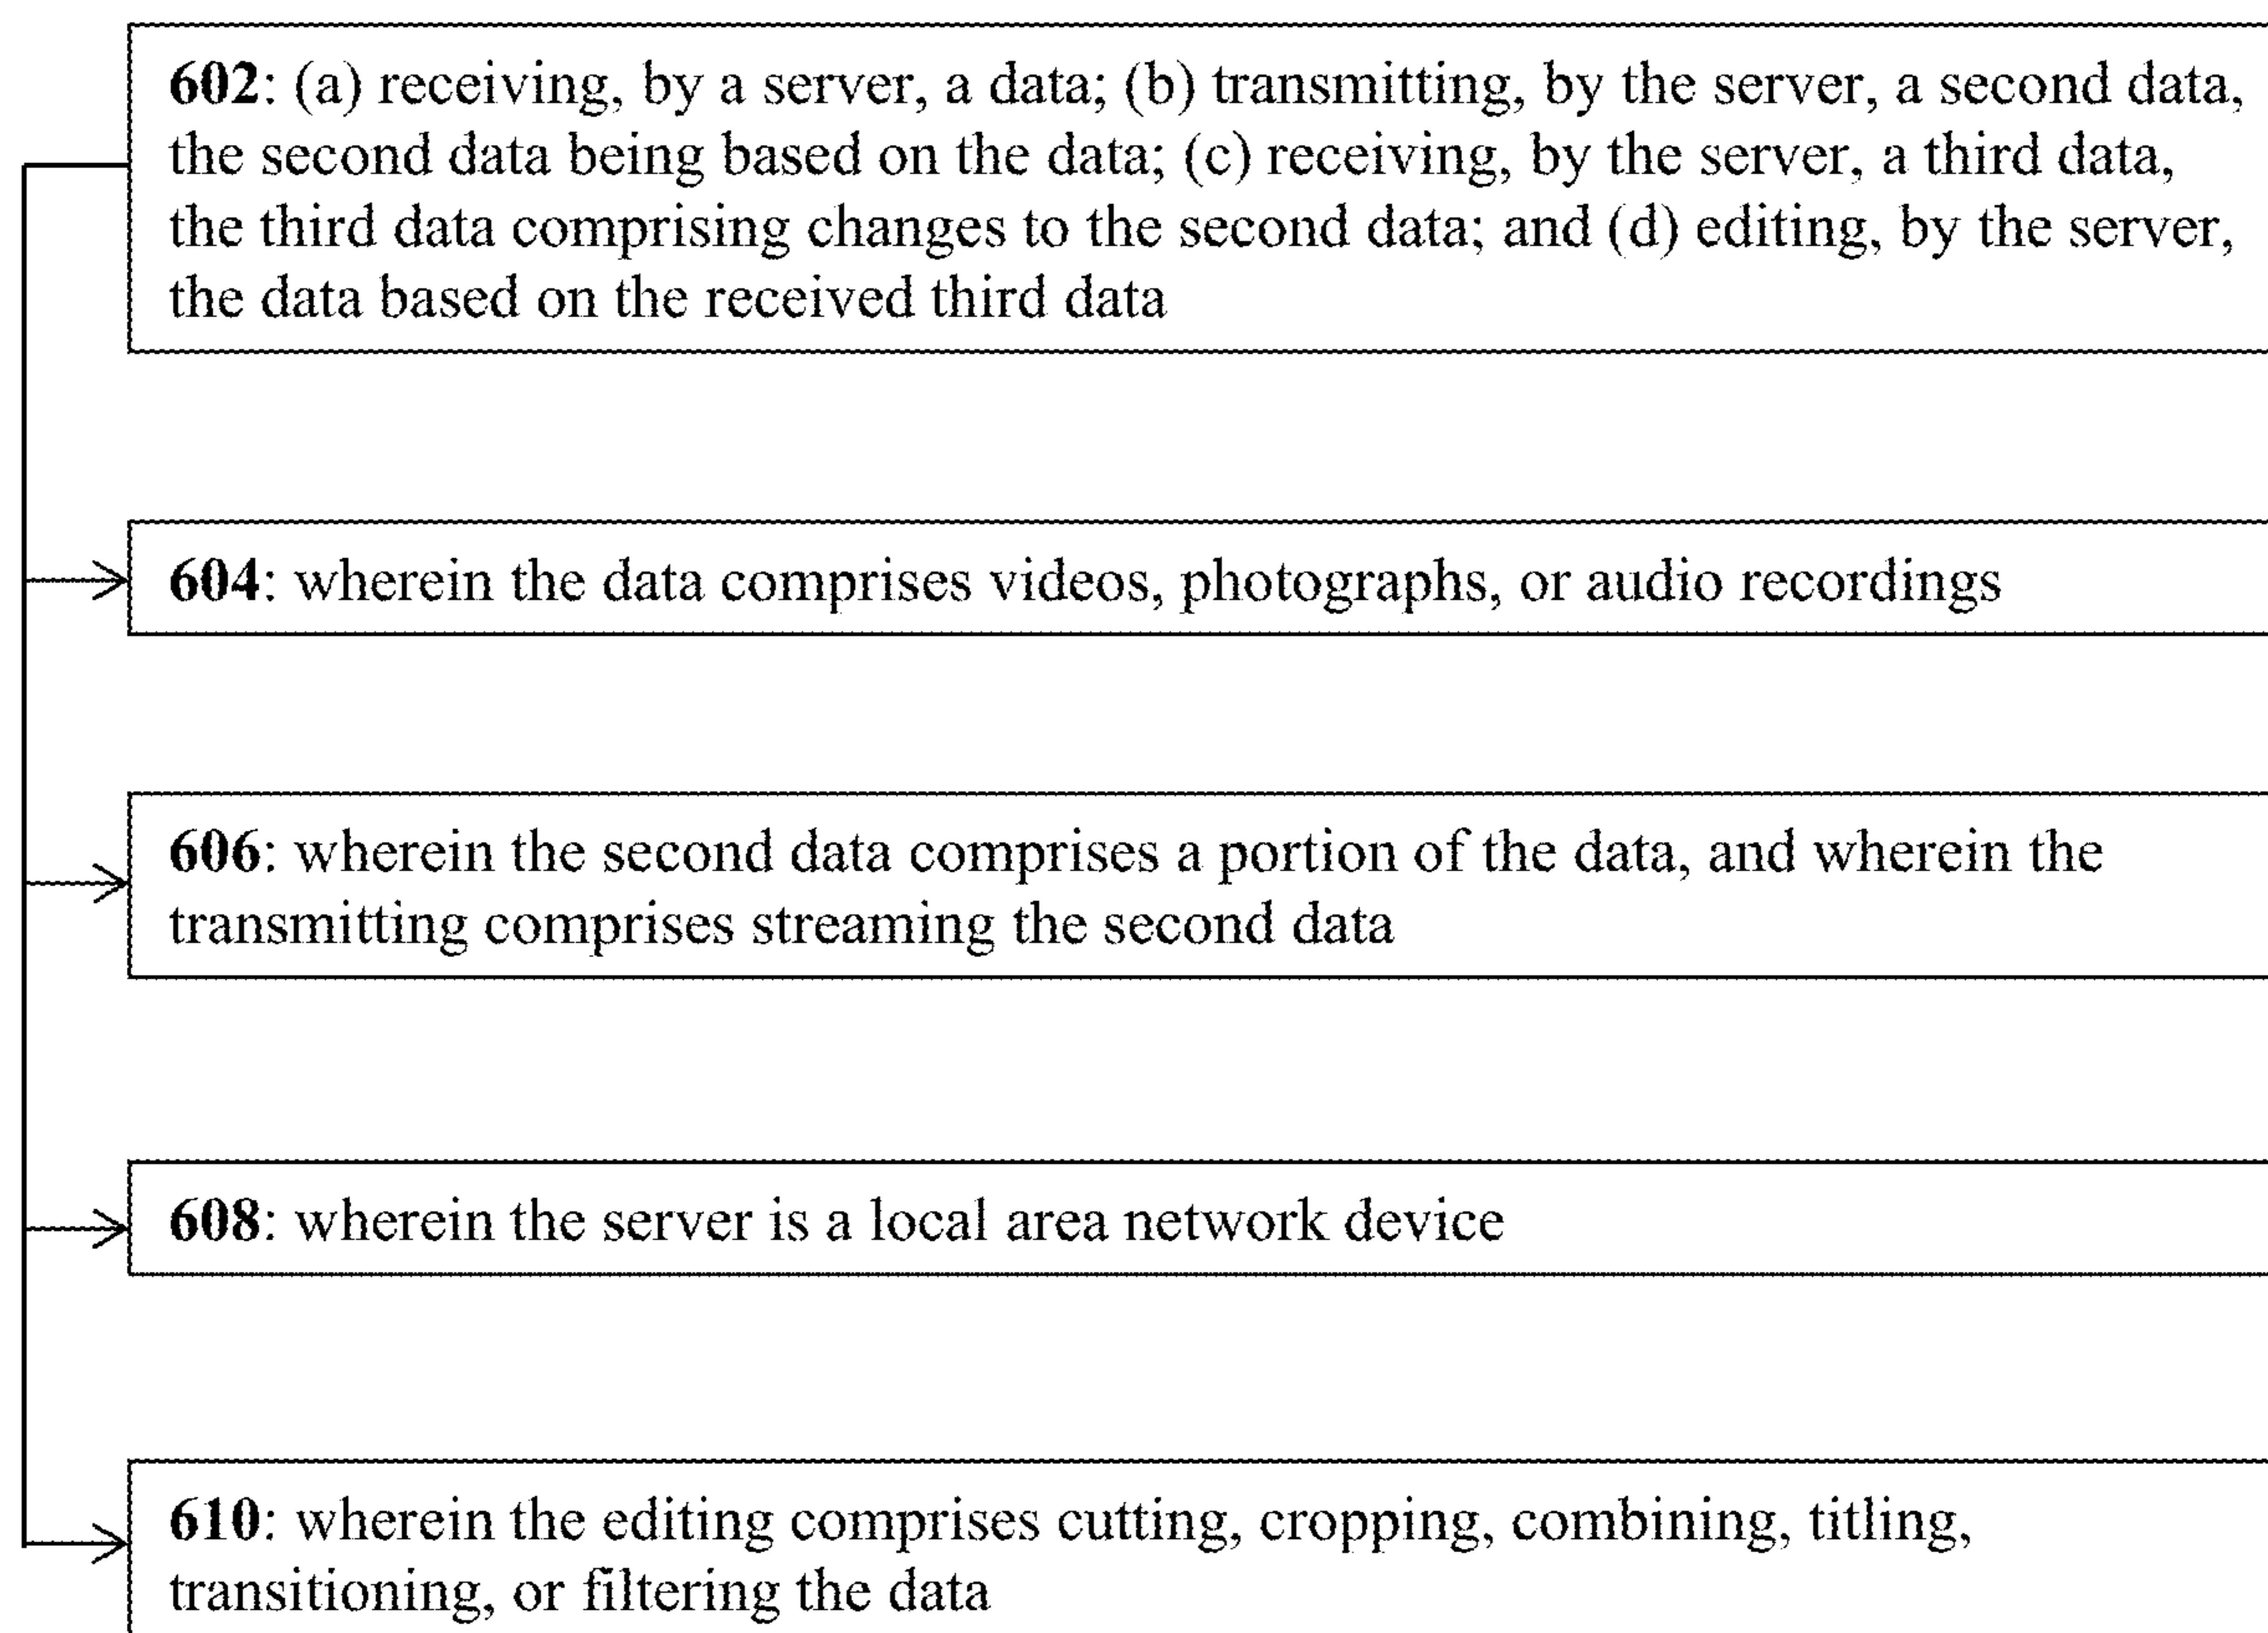 602: (a) receiving, by a server, a data; (b) transmitting, by the server, a second data,
the second data being based on the data; (c) receiving, by the server, a third data,
the third data comprising changes to the second data; and (d) editing, by the server,
the data based on the received third data
604: wherein the data comprises videos, photographs, or audio recordings
606: wherein the second data comprises a portion of the data, and wherein the
transmitting comprises streaming the second data
608: wherein the server is a local area network device
610: wherein the editing comprises cutting, cropping, combining, titling,
transitioning, or filtering the data